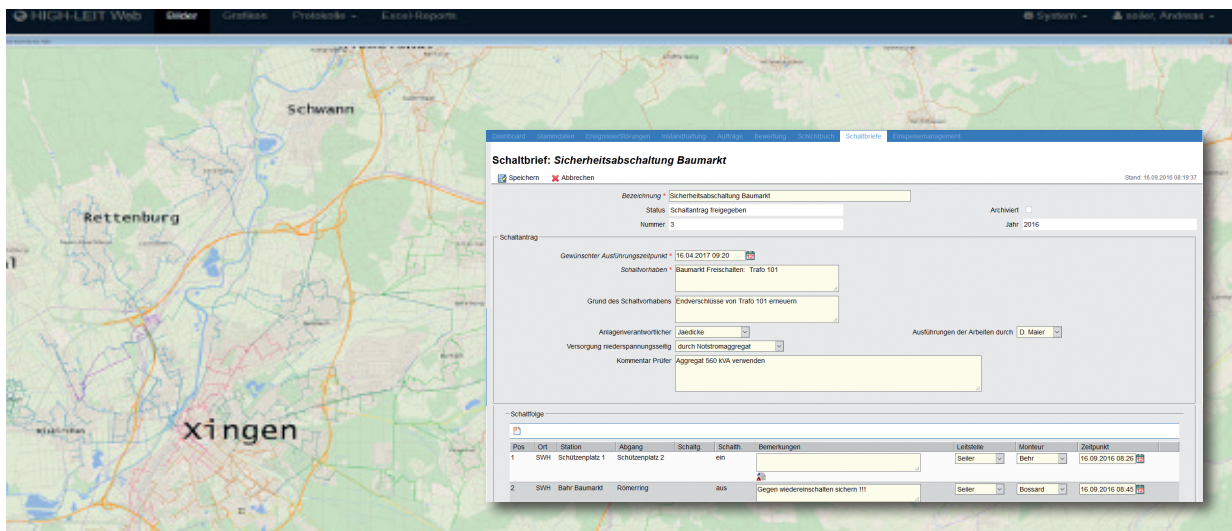 HIGH-LEIT Web Bilder Grafiken Protokolle Excel-Reports System seiler, Andreas
Schwann
Rettenburg
Xingen
Dashboard Stammdaten Ereignisse/Störungen Instandhaltung Aufträge Bewertung Schichtbuch Schaltbriefe Einspeisemanagement
Schaltbrief: Sicherheitsabschaltung Baumarkt
Speichern Abbrechen Stand: 16.09.2016 08:19:37
Bezeichnung * Sicherheitsabschaltung Baumarkt
Status Schaltantrag freigegeben Archiviert
Nummer 3 Jahr 2016
Schaltantrag
Gewünschter Ausführungszeitpunkt * 16.04.2017 09:20
Schaltvorhaben * Baumarkt Freischalten: Trafo 101
Grund des Schaltvorhabens Endverschlüsse von Trafo 101 erneuern
Anlagenverantwortlicher Jaedicke Ausführungen der Arbeiten durch D. Maier
Versorgung niederspannungsseitig durch Notstromaggregat
Kommentar Prüfer Aggregat 560 kVA verwenden
Schaltfolge
Pos Ort Station Abgang Schaltg. Schalth. Bemerkungen Leitstelle Monteur Zeitpunkt
1 SWH Schützenplatz 1 Schützenplatz 2 ein Seiler Behr 16.09.2016 08:26
2 SWH Bahr Baumarkt Römerring aus Gegen wiedereinschalten sichern !!! Seiler Bossard 16.09.2016 08:45